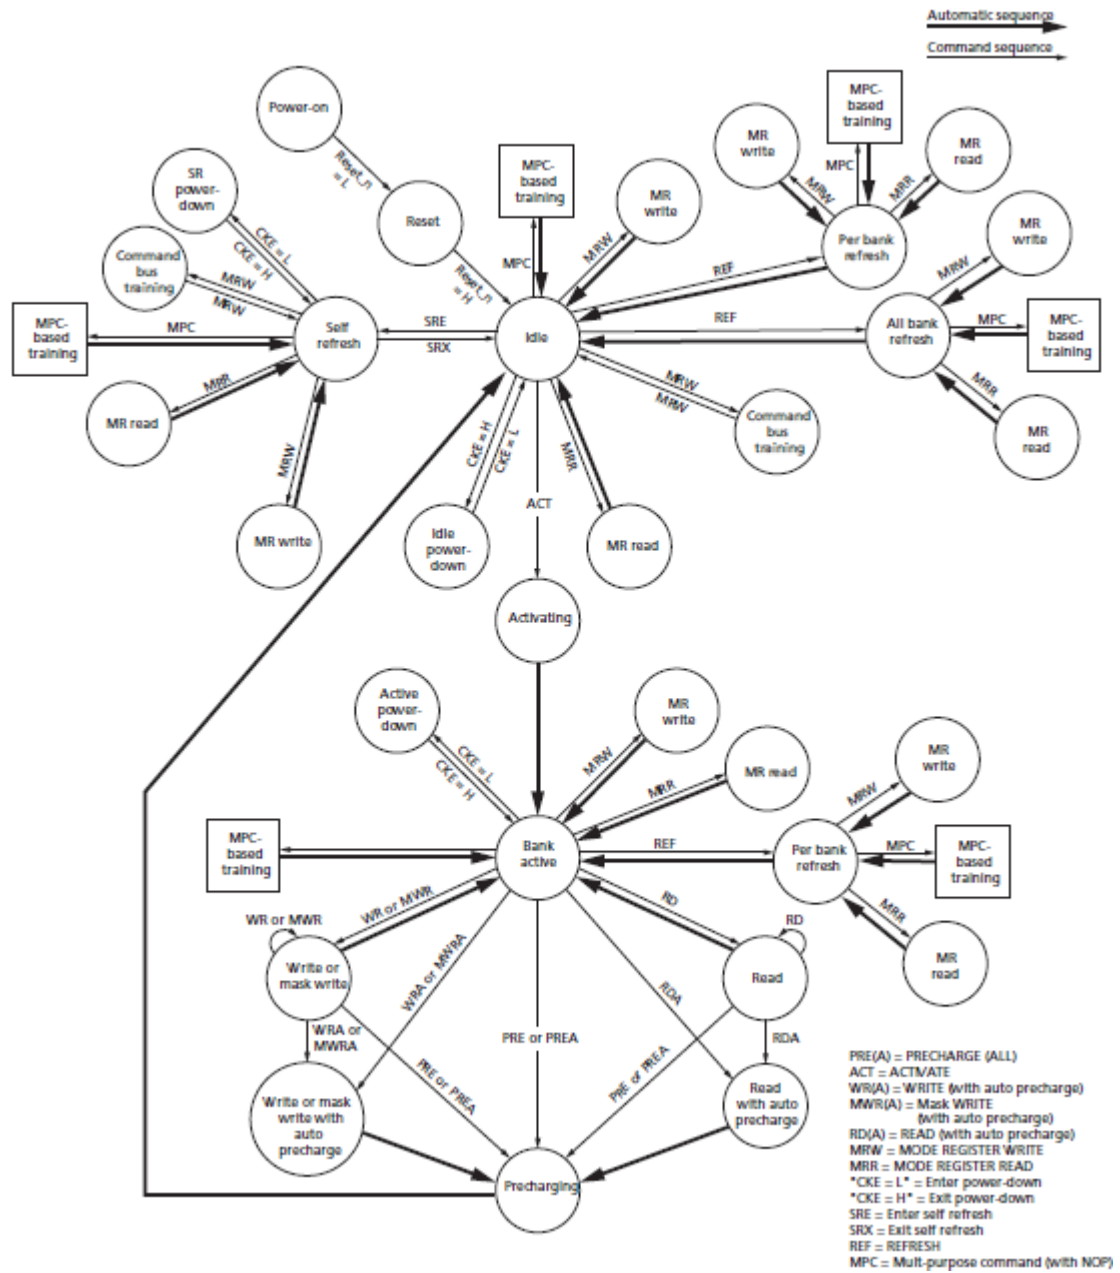 Automatic sequence
Command sequence
Power-on
Reset_n
= L
Reset
Reset_n
= H
SR
power-
down
CKE = L
CKE = H
Command
bus
training
MRW
MRW
MPC-
based
training
MPC
Self
refresh
MRR
MR read
MRW
MR write
SRE
SRX
MPC-
based
training
MPC
MR
write
MRW
Idle
REF
REF
MR
write
MRW
MPC-
based
training
MPC
MR
read
MRR
Per bank
refresh
MR
write
MRW
All bank
refresh
MPC
MPC-
based
training
MRR
MR
read
MRW
MRW
Command
bus
training
CKE = H
CKE = L
Idle
power-
down
ACT
MRR
MR read
Activating
Active
power-
down
CKE = L
CKE = H
MR
write
MRW
MR read
MRR
MPC-
based
training
Bank
active
REF
Per bank
refresh
MR
write
MRW
MPC
MPC-
based
training
MRR
MR
read
WR or MWR
WR or MWR
Write or
mask write
WRA or MWRA
WRA or
MWRA
PRE or PREA
PRE or PREA
RD
RD
Read
RDA
RDA
PRE or PREA
Write or mask
write with
auto
precharge
Read
with auto
precharge
Precharging
PRE(A) = PRECHARGE (ALL)
ACT = ACTIVATE
WR(A) = WRITE (with auto precharge)
MWR(A) = Mask WRITE
(with auto precharge)
RD(A) = READ (with auto precharge)
MRW = MODE REGISTER WRITE
MRR = MODE REGISTER READ
"CKE = L" = Enter power-down
"CKE = H" = Exit power-down
SRE = Enter self refresh
SRX = Exit self refresh
REF = REFRESH
MPC = Mult-purpose command (with NOP)